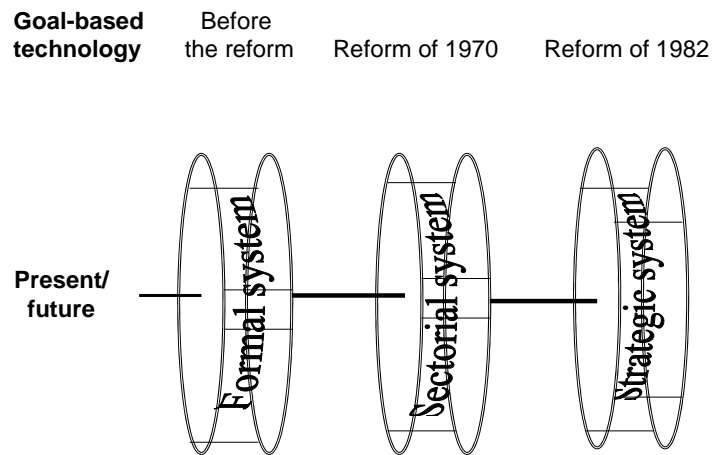 Goal-based
technology
Before
the reform
Reform of 1970
Reform of 1982
Present/
future
Formal system
Sectorial system
Strategic system